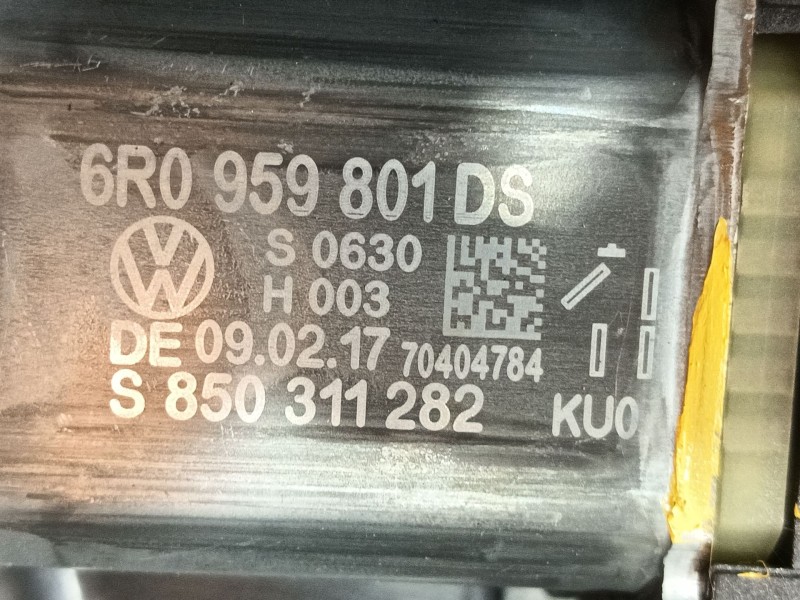 6R0 959 801 DS
S 0630
H 003
DE 09.02.17 70404784
S 850 311 282
KU0